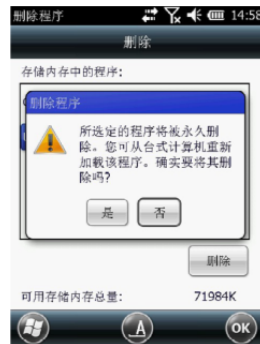 删除程序 14:58
删除
存储内存中的程序:
删除程序
所选定的程序将被永久删
除。您可从台式计算机重新
加载该程序。确实要将其删
除吗?
是 否
删除
可用存储内存总量: 71984K
A OK